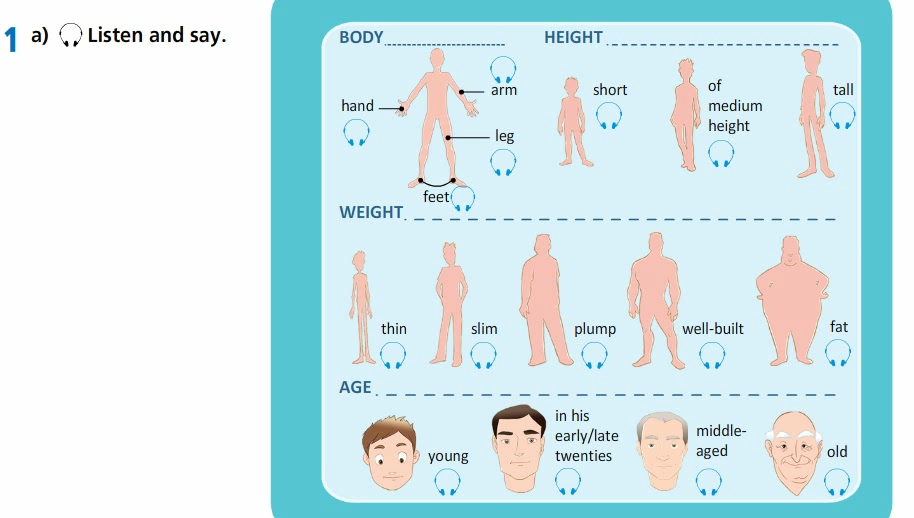 1 a) Listen and say.
BODY
HEIGHT
arm
hand
leg
feet
short
of
medium
height
tall
WEIGHT
thin
slim
plump
well-built
fat
AGE
young
in his
early/late
twenties
middle-
aged
old